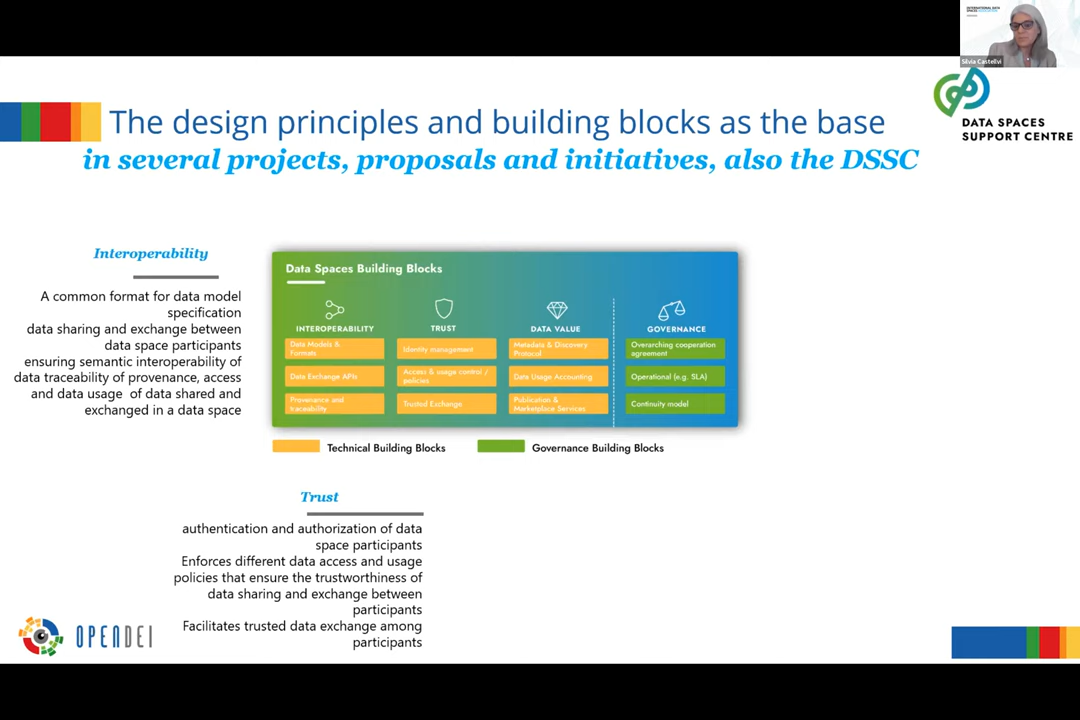 INTERNATIONAL DATA
SPACES ASSOCIATION
Silvia Castellvi
DATA SPACES
SUPPORT CENTRE
The design principles and building blocks as the base
in several projects, proposals and initiatives, also the DSSC
Interoperability
A common format for data model
specification
data sharing and exchange between
data space participants
ensuring semantic interoperability of
data traceability of provenance, access
and data usage of data shared and
exchanged in a data space
Data Spaces Building Blocks
INTEROPERABILITY
Data Models &
Formats
Data Exchange APIs
Provenance and
traceability
TRUST
Identity management
Access & usage control /
policies
Trusted Exchange
DATA VALUE
Metadata & Discovery
Protocol
Data Usage Accounting
Publication &
Marketplace Services
GOVERNANCE
Overarching cooperation
agreement
Operational (e.g. SLA)
Continuity model
Technical Building Blocks
Governance Building Blocks
Trust
authentication and authorization of data
space participants
Enforces different data access and usage
policies that ensure the trustworthiness of
data sharing and exchange between
participants
Facilitates trusted data exchange among
participants
OPENDEI